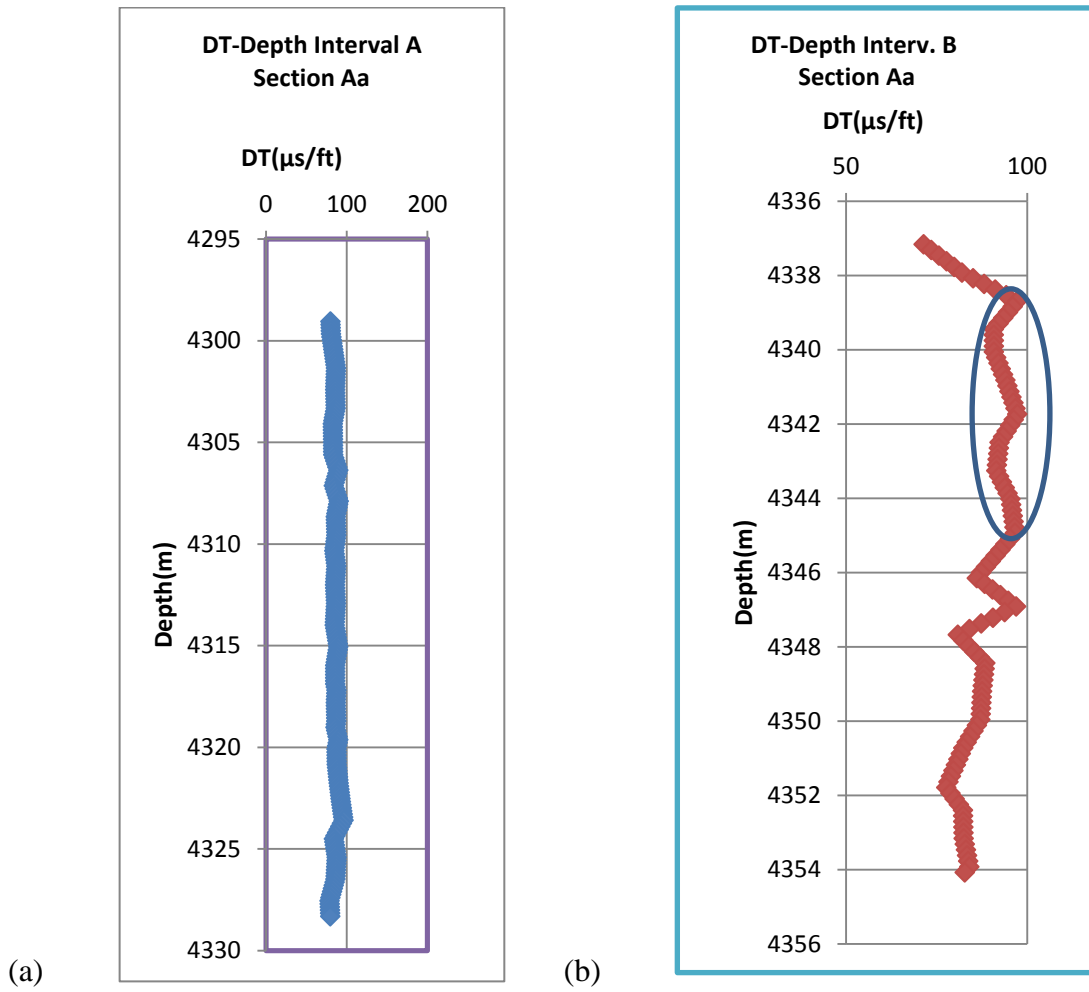 DT-Depth Interval A
Section Aa
DT(µs/ft)
0 100 200
4295
4300
4305
4310
4315
4320
4325
4330
Depth(m)
(a)
DT-Depth Interv. B
Section Aa
DT(µs/ft)
50 100
4336
4338
4340
4342
4344
4346
4348
4350
4352
4354
4356
Depth(m)
(b)